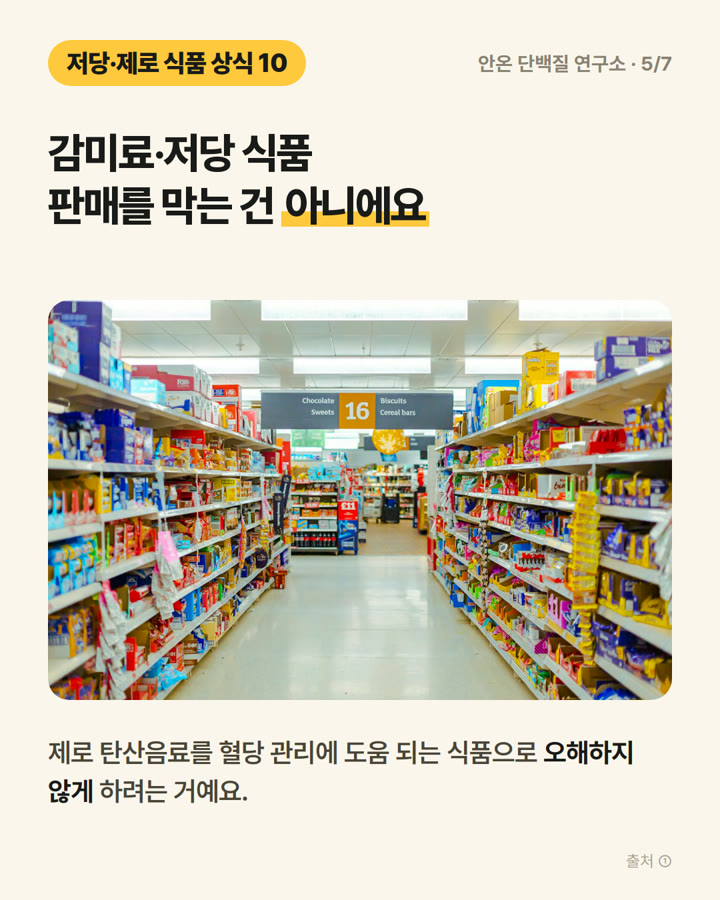 저당·제로 식품 상식 10
안온 단백질 연구소 · 5/7
감미료·저당 식품
판매를 막는 건 아니에요
Chocolate
Sweets
16
Biscuits
Cereal bars
£11
제로 탄산음료를 혈당 관리에 도움 되는 식품으로 오해하지
않게 하려는 거예요.
출처 ①